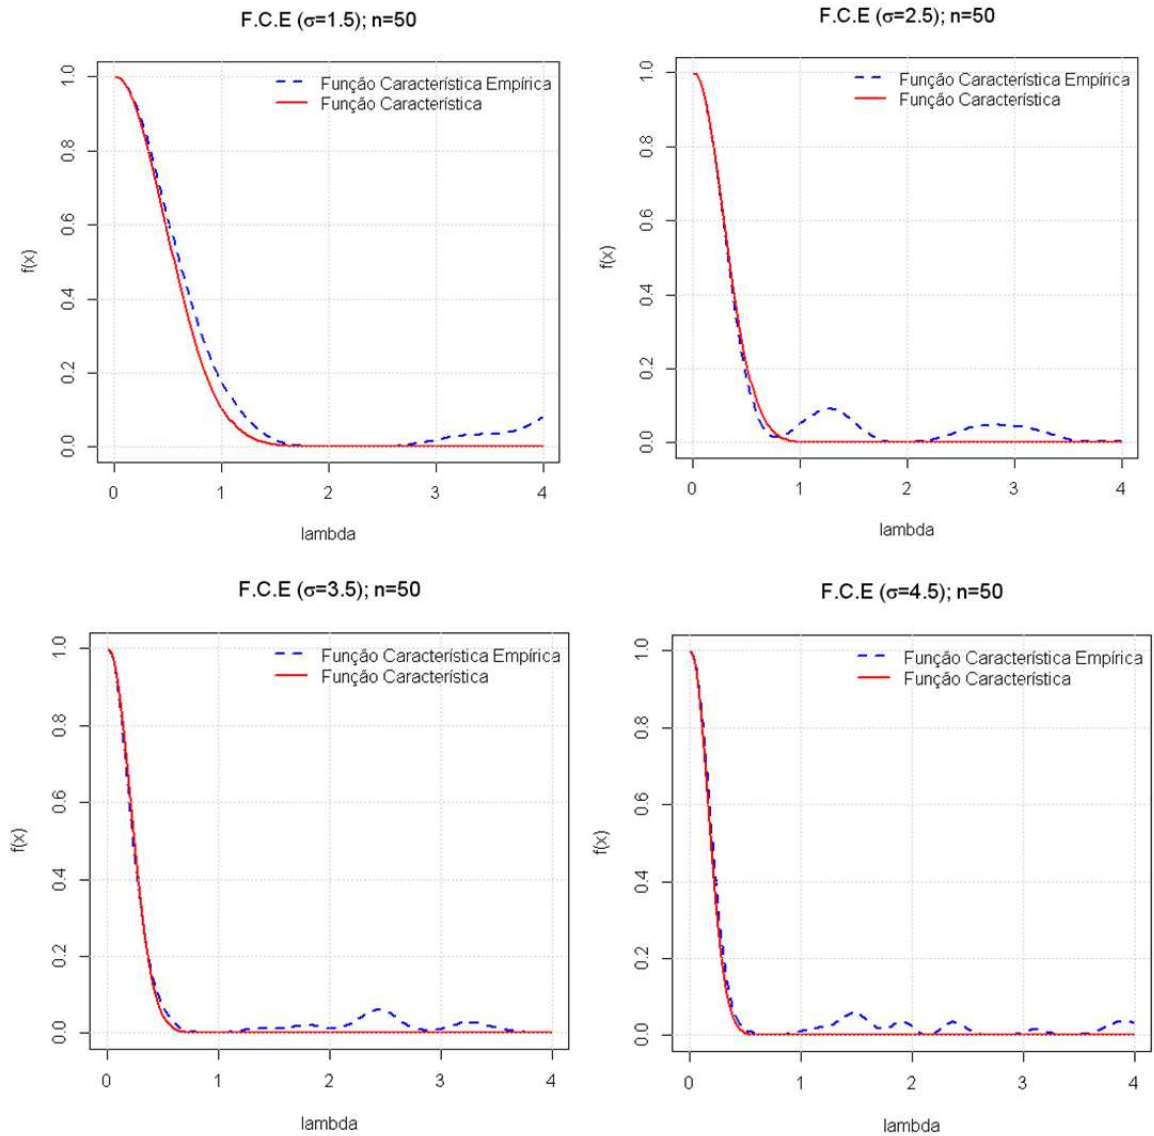 F.C.E (σ=1.5); n=50
Função Característica Empírica
Função Característica
f(x)
0.0 0.2 0.4 0.6 0.8 1.0
0 1 2 3 4
lambda
F.C.E (σ=2.5); n=50
Função Característica Empírica
Função Característica
f(x)
0.0 0.2 0.4 0.6 0.8 1.0
0 1 2 3 4
lambda
F.C.E (σ=3.5); n=50
Função Característica Empírica
Função Característica
f(x)
0.0 0.2 0.4 0.6 0.8 1.0
0 1 2 3 4
lambda
F.C.E (σ=4.5); n=50
Função Característica Empírica
Função Característica
f(x)
0.0 0.2 0.4 0.6 0.8 1.0
0 1 2 3 4
lambda